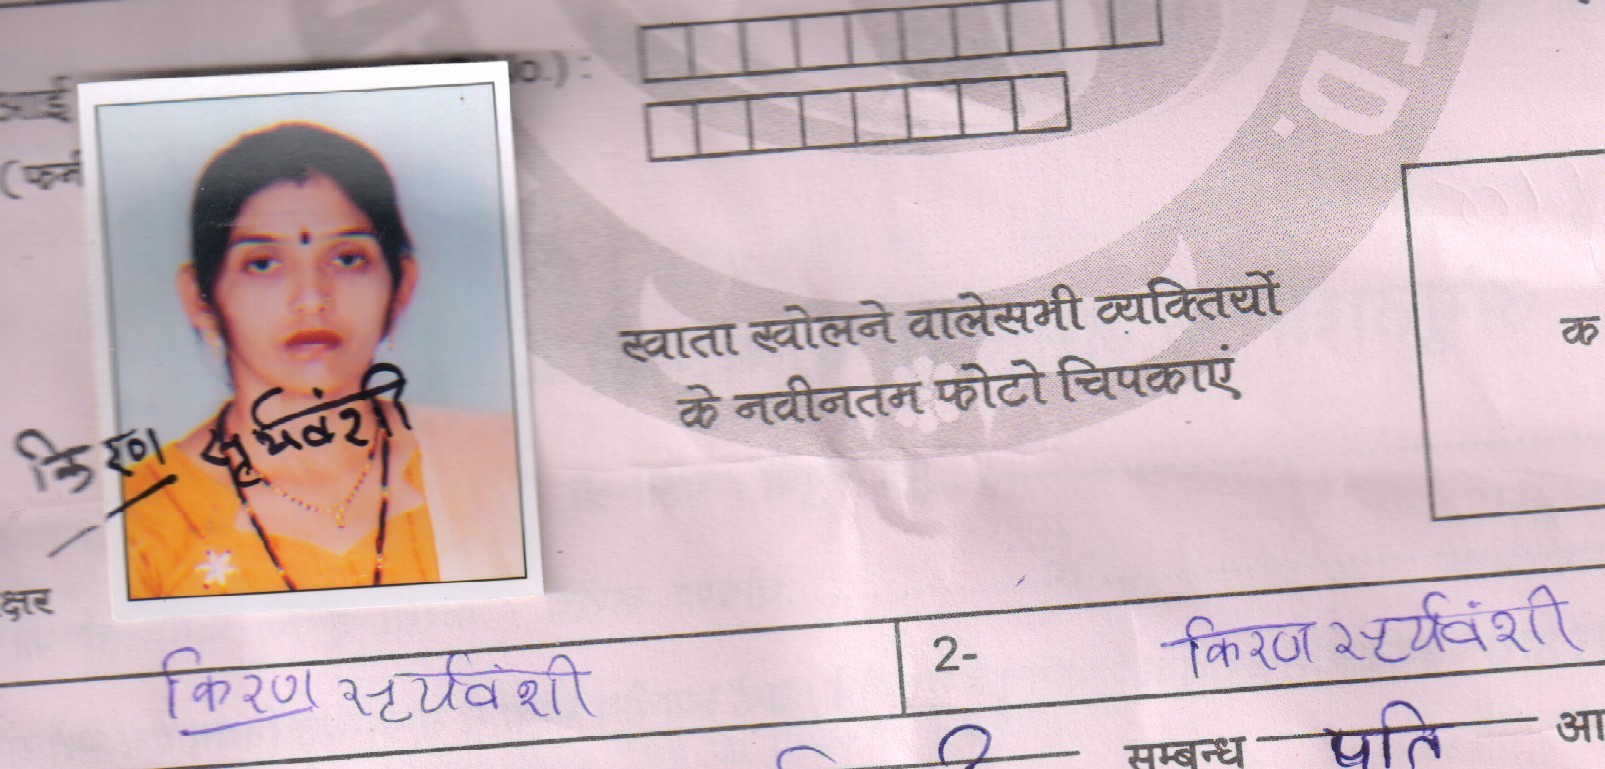 आई
o.) :
(फर्न
TD.
खाता खोलने वाले सभी व्यक्तियों
के नवीनतम फोटो चिपकाएं
क
किरण सूर्यवंशी
क्षर
किरण सूर्यवंशी
2- किरण सूर्यवंशी
सम्बन्ध पति आ